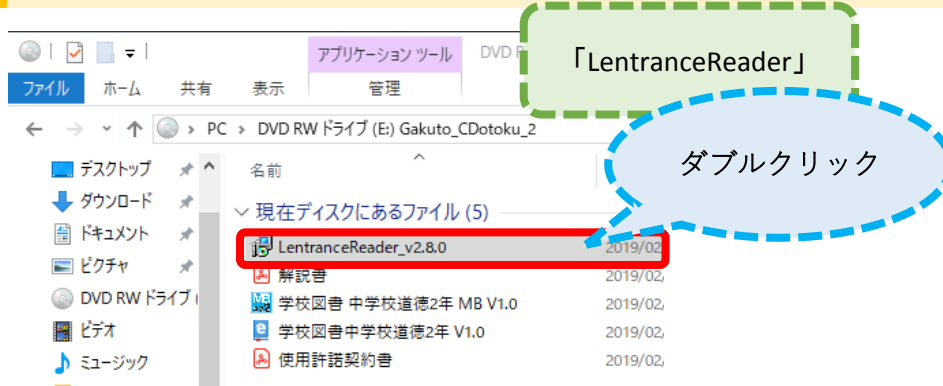 「LentranceReader」
アプリケーション ツール DVD R
ファイル ホーム 共有 表示 管理
PC > DVD RW ドライブ (E:) Gakuto_CDotoku_2
ダブルクリック
デスクトップ
ダウンロード
ドキュメント
ピクチャ
DVD RW ドライブ (
ビデオ
ミュージック
名前
現在ディスクにあるファイル (5)
LentranceReader_v2.8.0 2019/02
解説書 2019/02/
学校図書 中学校道徳2年 MB V1.0 2019/02/
学校図書中学校道徳2年 V1.0 2019/02/
使用許諾契約書 2019/02/